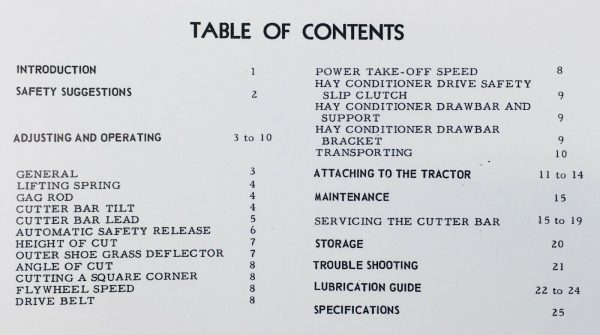 TABLE OF CONTENTS
INTRODUCTION 1
SAFETY SUGGESTIONS 2
ADJUSTING AND OPERATING 3 to 10
GENERAL 3
LIFTING SPRING 4
GAG ROD 4
CUTTER BAR TILT 4
CUTTER BAR LEAD 5
AUTOMATIC SAFETY RELEASE 6
HEIGHT OF CUT 7
OUTER SHOE GRASS DEFLECTOR 7
ANGLE OF CUT 8
CUTTING A SQUARE CORNER 8
FLYWHEEL SPEED 8
DRIVE BELT 8
POWER TAKE-OFF SPEED 8
HAY CONDITIONER DRIVE SAFETY
SLIP CLUTCH 9
HAY CONDITIONER DRAWBAR AND
SUPPORT 9
HAY CONDITIONER DRAWBAR
BRACKET 9
TRANSPORTING 10
ATTACHING TO THE TRACTOR 11 to 14
MAINTENANCE 15
SERVICING THE CUTTER BAR 15 to 19
STORAGE 20
TROUBLE SHOOTING 21
LUBRICATION GUIDE 22 to 24
SPECIFICATIONS 25